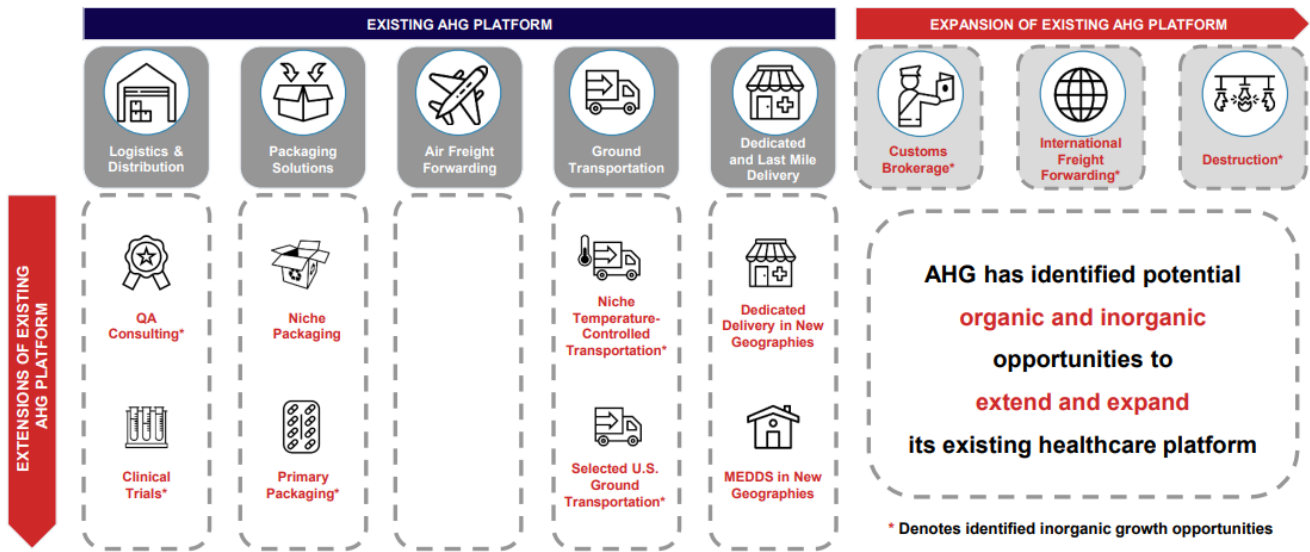 EXISTING AHG PLATFORM
EXPANSION OF EXISTING AHG PLATFORM
Logistics &
Distribution
Packaging
Solutions
Air Freight
Forwarding
Ground
Transportation
Dedicated
and Last Mile
Delivery
Customs
Brokerage*
International
Freight
Forwarding*
Destruction*
EXTENSIONS OF EXISTING
AHG PLATFORM
QA
Consulting*
Niche
Packaging
Niche
Temperature-
Controlled
Transportation*
Dedicated
Delivery in New
Geographies
Clinical
Trials*
Primary
Packaging*
Selected U.S.
Ground
Transportation*
MEDDS in New
Geographies
AHG has identified potential
organic and inorganic
opportunities to
extend and expand
its existing healthcare platform
* Denotes identified inorganic growth opportunities